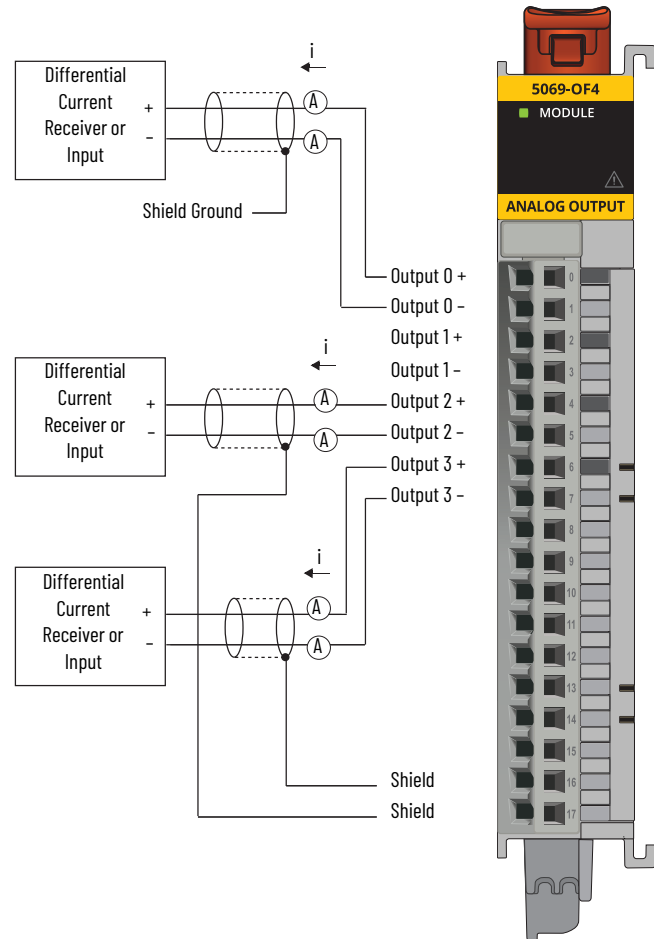 i
Differential
Current
Receiver or
Input
+
-
A
A
Shield Ground
Output 0 +
Output 0 -
Output 1 +
Output 1 -
Output 2 +
Output 2 -
Output 3 +
Output 3 -
i
Differential
Current
Receiver or
Input
+
-
A
A
i
Differential
Current
Receiver or
Input
+
-
A
A
Shield
Shield
5069-OF4
MODULE
ANALOG OUTPUT
0
1
2
3
4
5
6
7
8
9
10
11
12
13
14
15
16
17